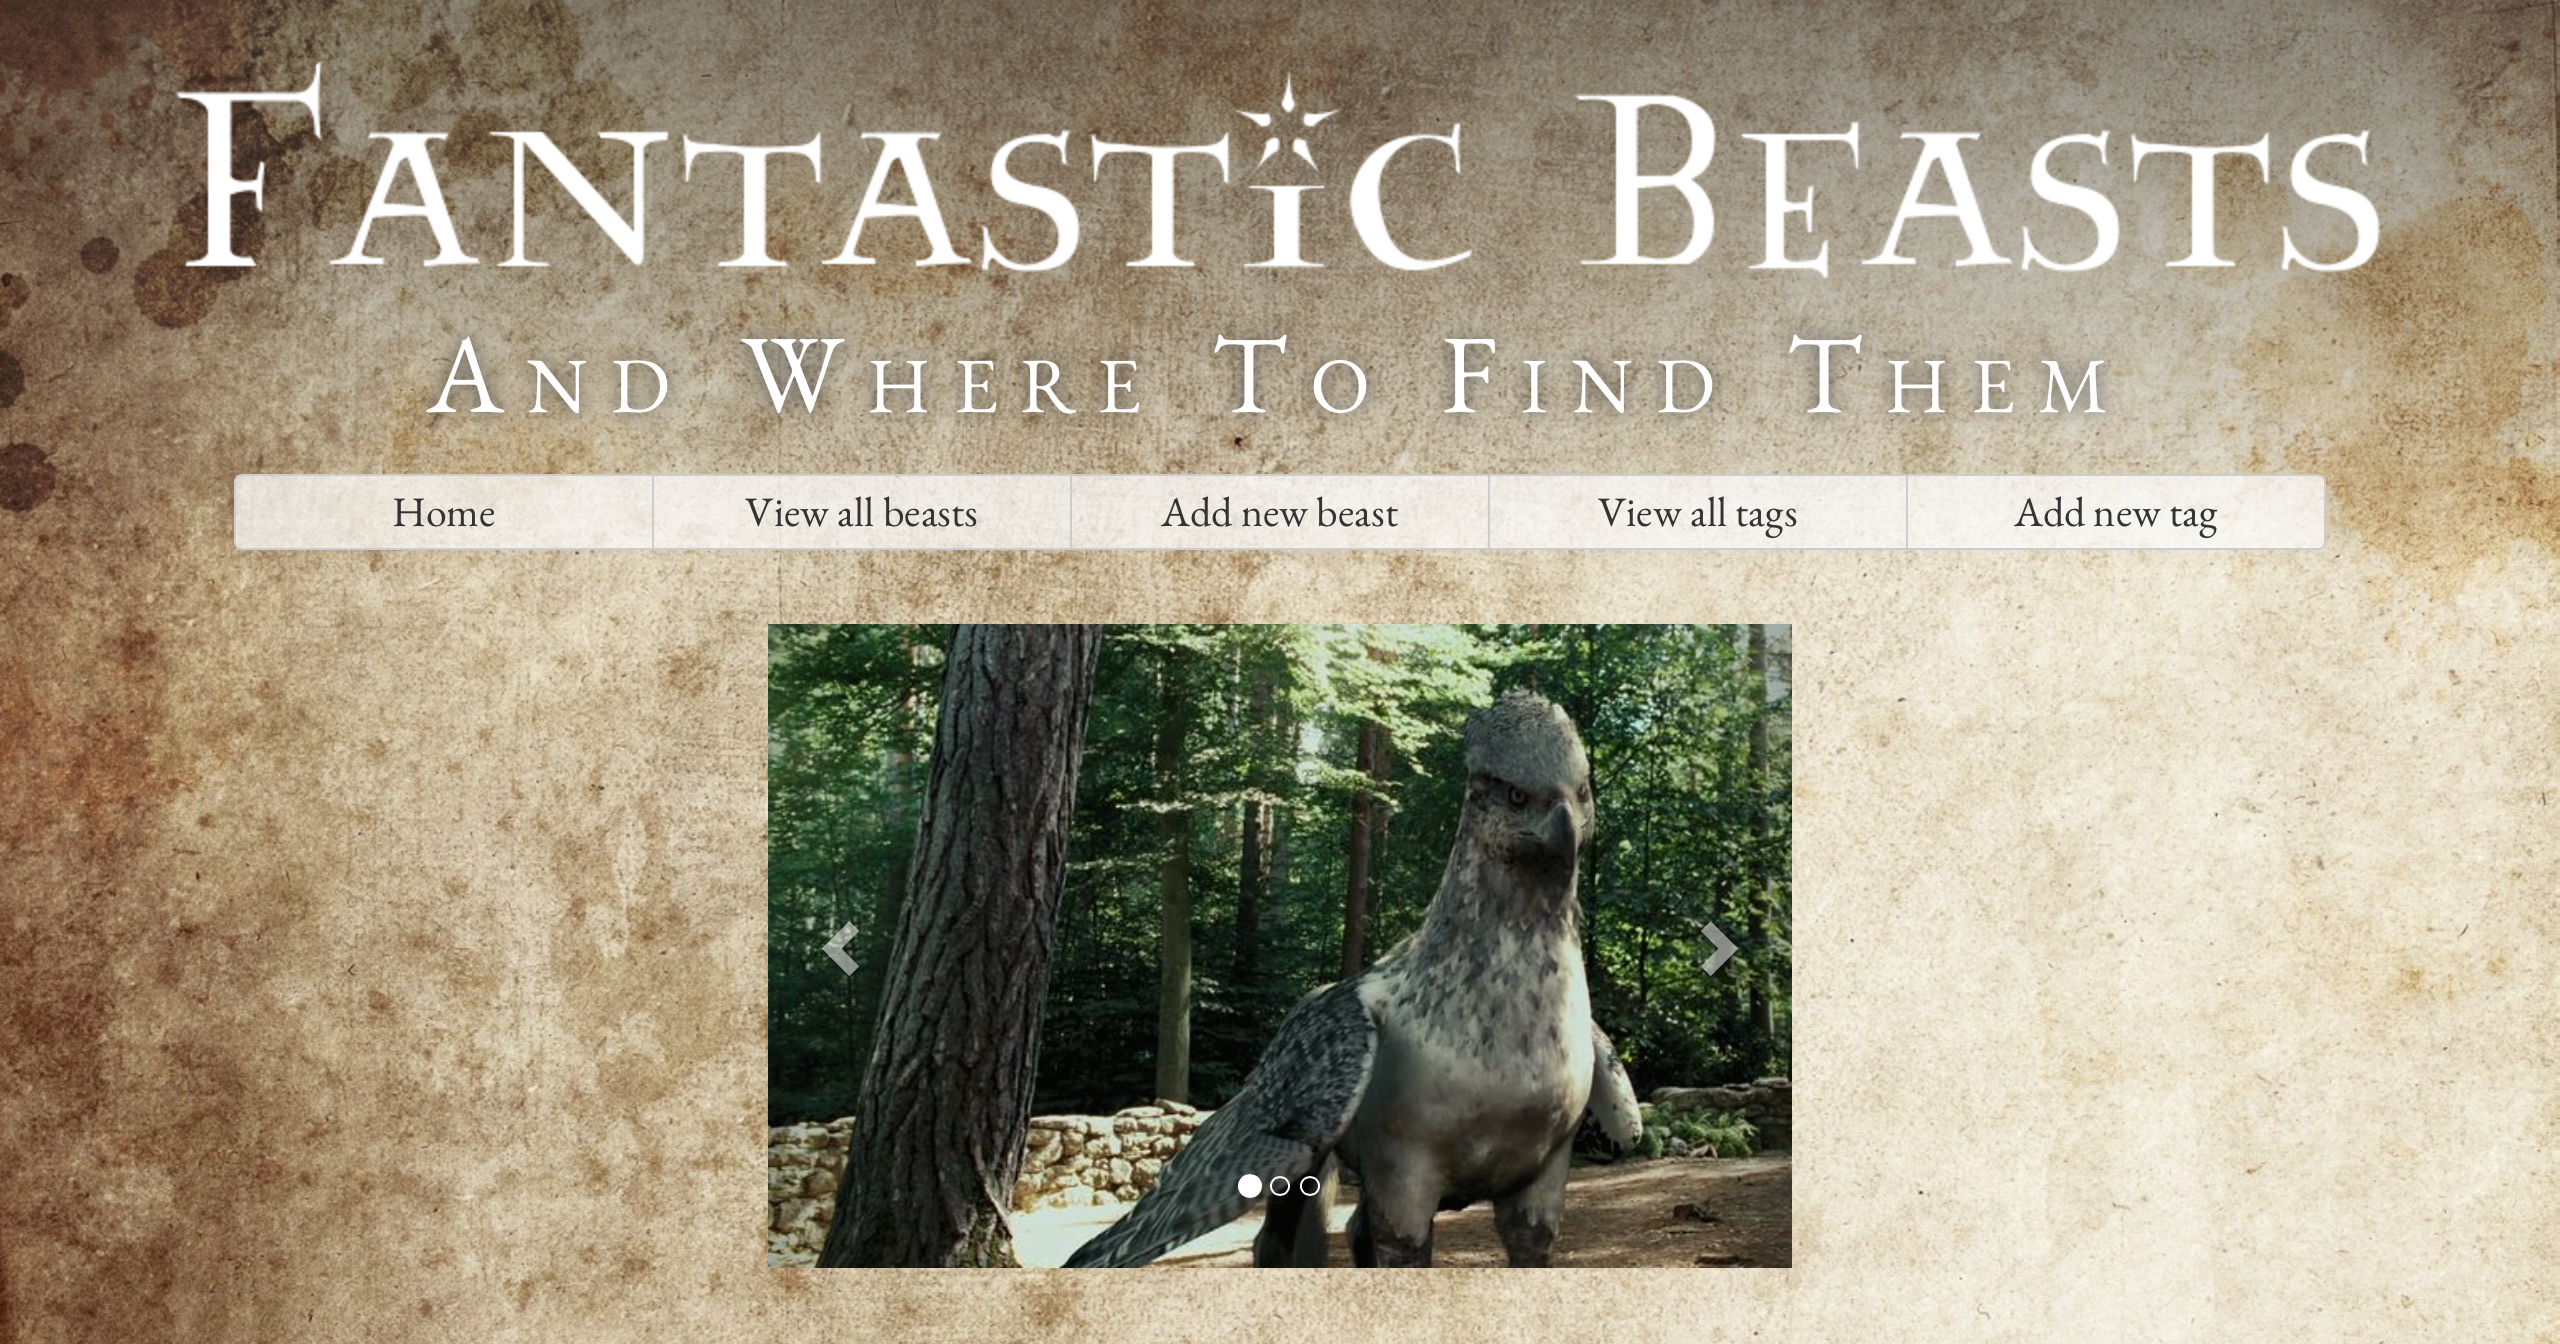 Fantastic Beasts
And Where To Find Them
Home View all beasts Add new beast View all tags Add new tag